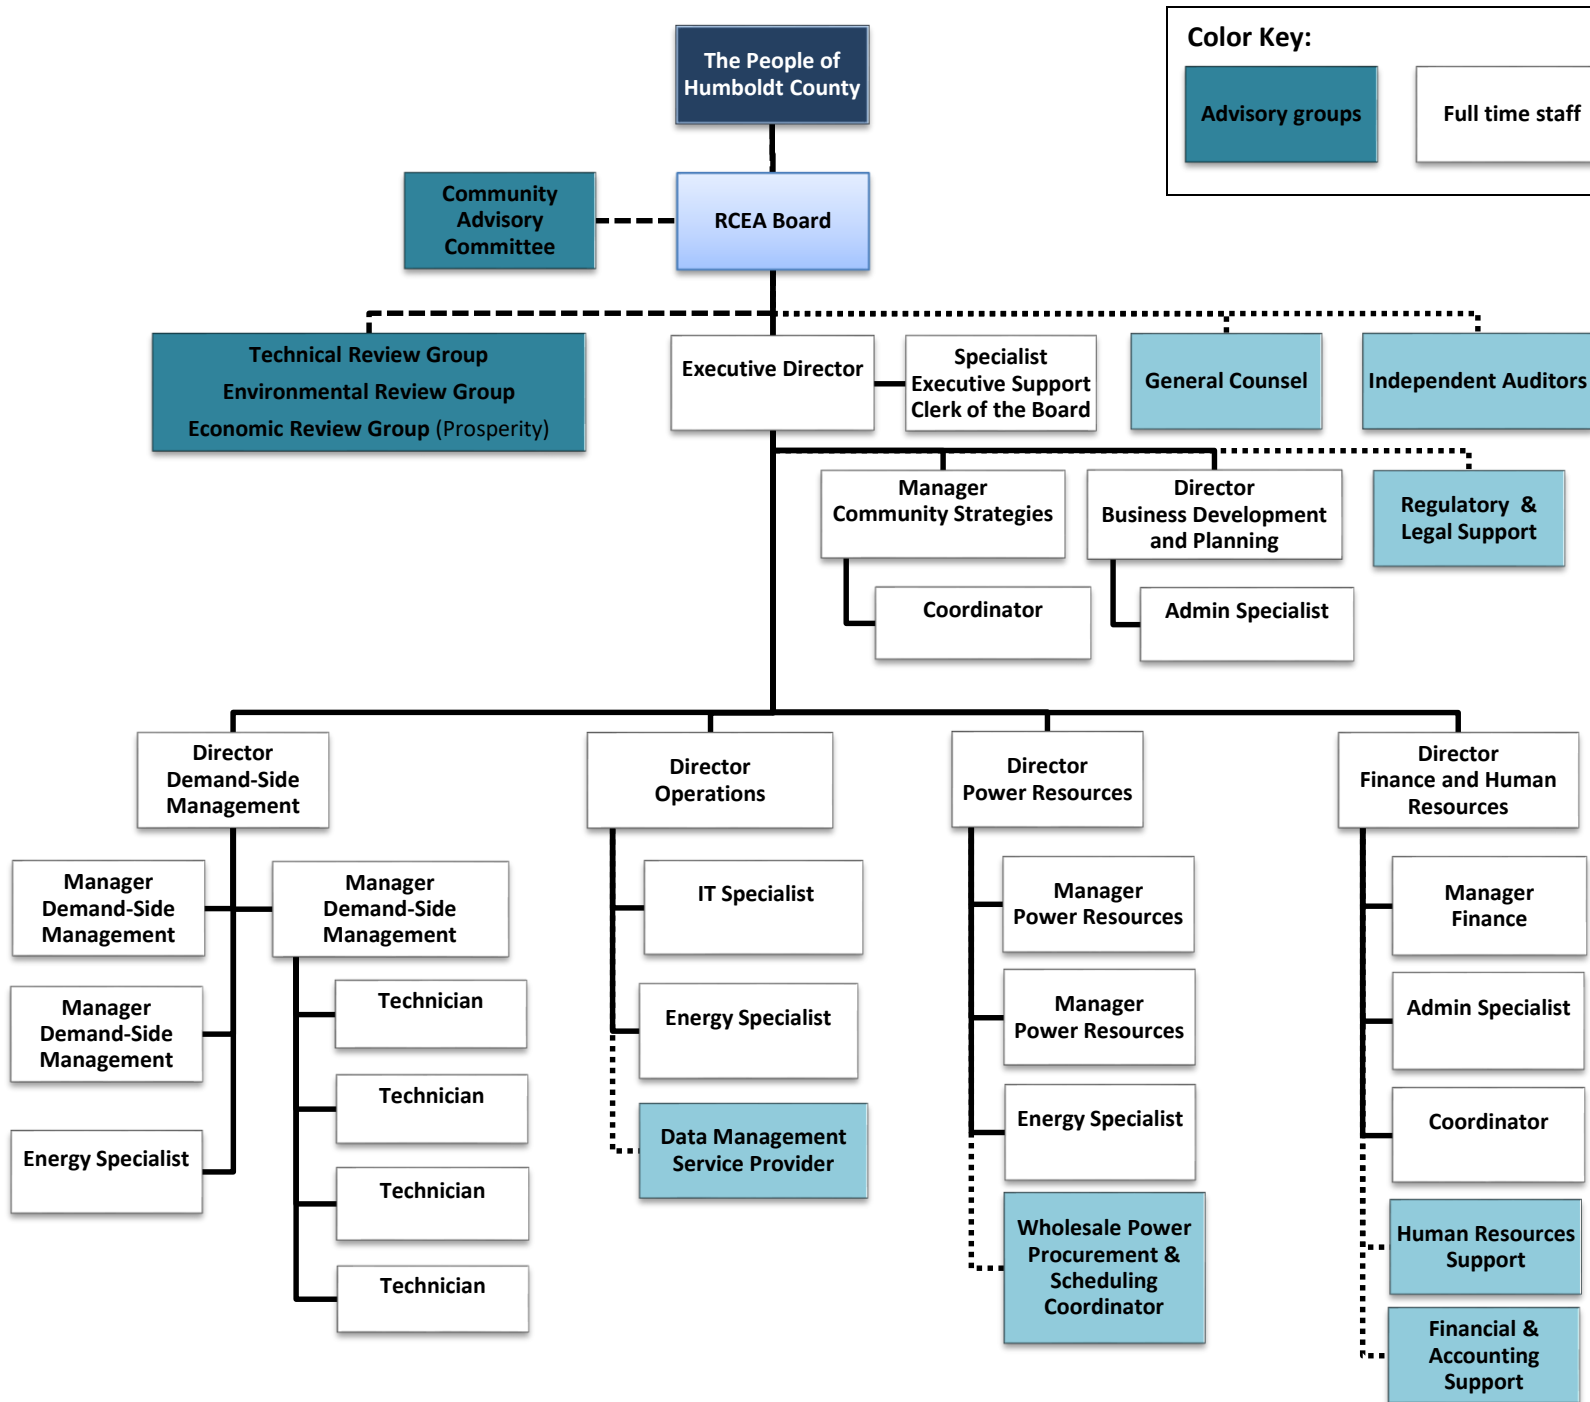 The People of
Humboldt County
Color Key:
Advisory groups
Full time staff
Community
Advisory
Committee
RCEA Board
Technical Review Group
Environmental Review Group
Economic Review Group (Prosperity)
Executive Director
Specialist
Executive Support
Clerk of the Board
General Counsel
Independent Auditors
Manager
Community Strategies
Director
Business Development
and Planning
Regulatory &
Legal Support
Coordinator
Admin Specialist
Director
Demand-Side
Management
Director
Operations
Director
Power Resources
Director
Finance and Human
Resources
Manager
Demand-Side
Management
Manager
Demand-Side
Management
Manager
Demand-Side
Management
Energy Specialist
Technician
Technician
Technician
Technician
IT Specialist
Energy Specialist
Data Management
Service Provider
Manager
Power Resources
Manager
Power Resources
Energy Specialist
Wholesale Power
Procurement &
Scheduling
Coordinator
Manager
Finance
Admin Specialist
Coordinator
Human Resources
Support
Financial &
Accounting
Support